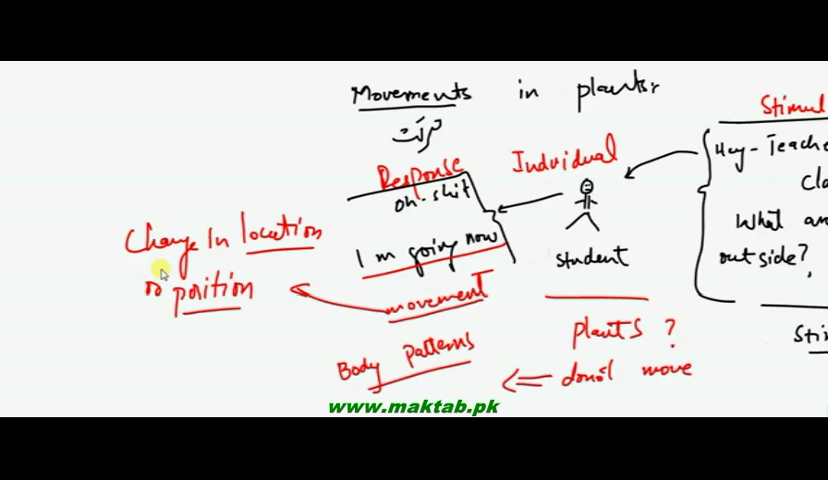 Movements in plants:
حرکت
Stimul
Response
Individual
Hey-Teache
Oh-shit
Cla
Change In location
What an
I m going now
student
out side?,
or position
movement
plants ?
Sti
Body patterns
don't move
www.maktab.pk